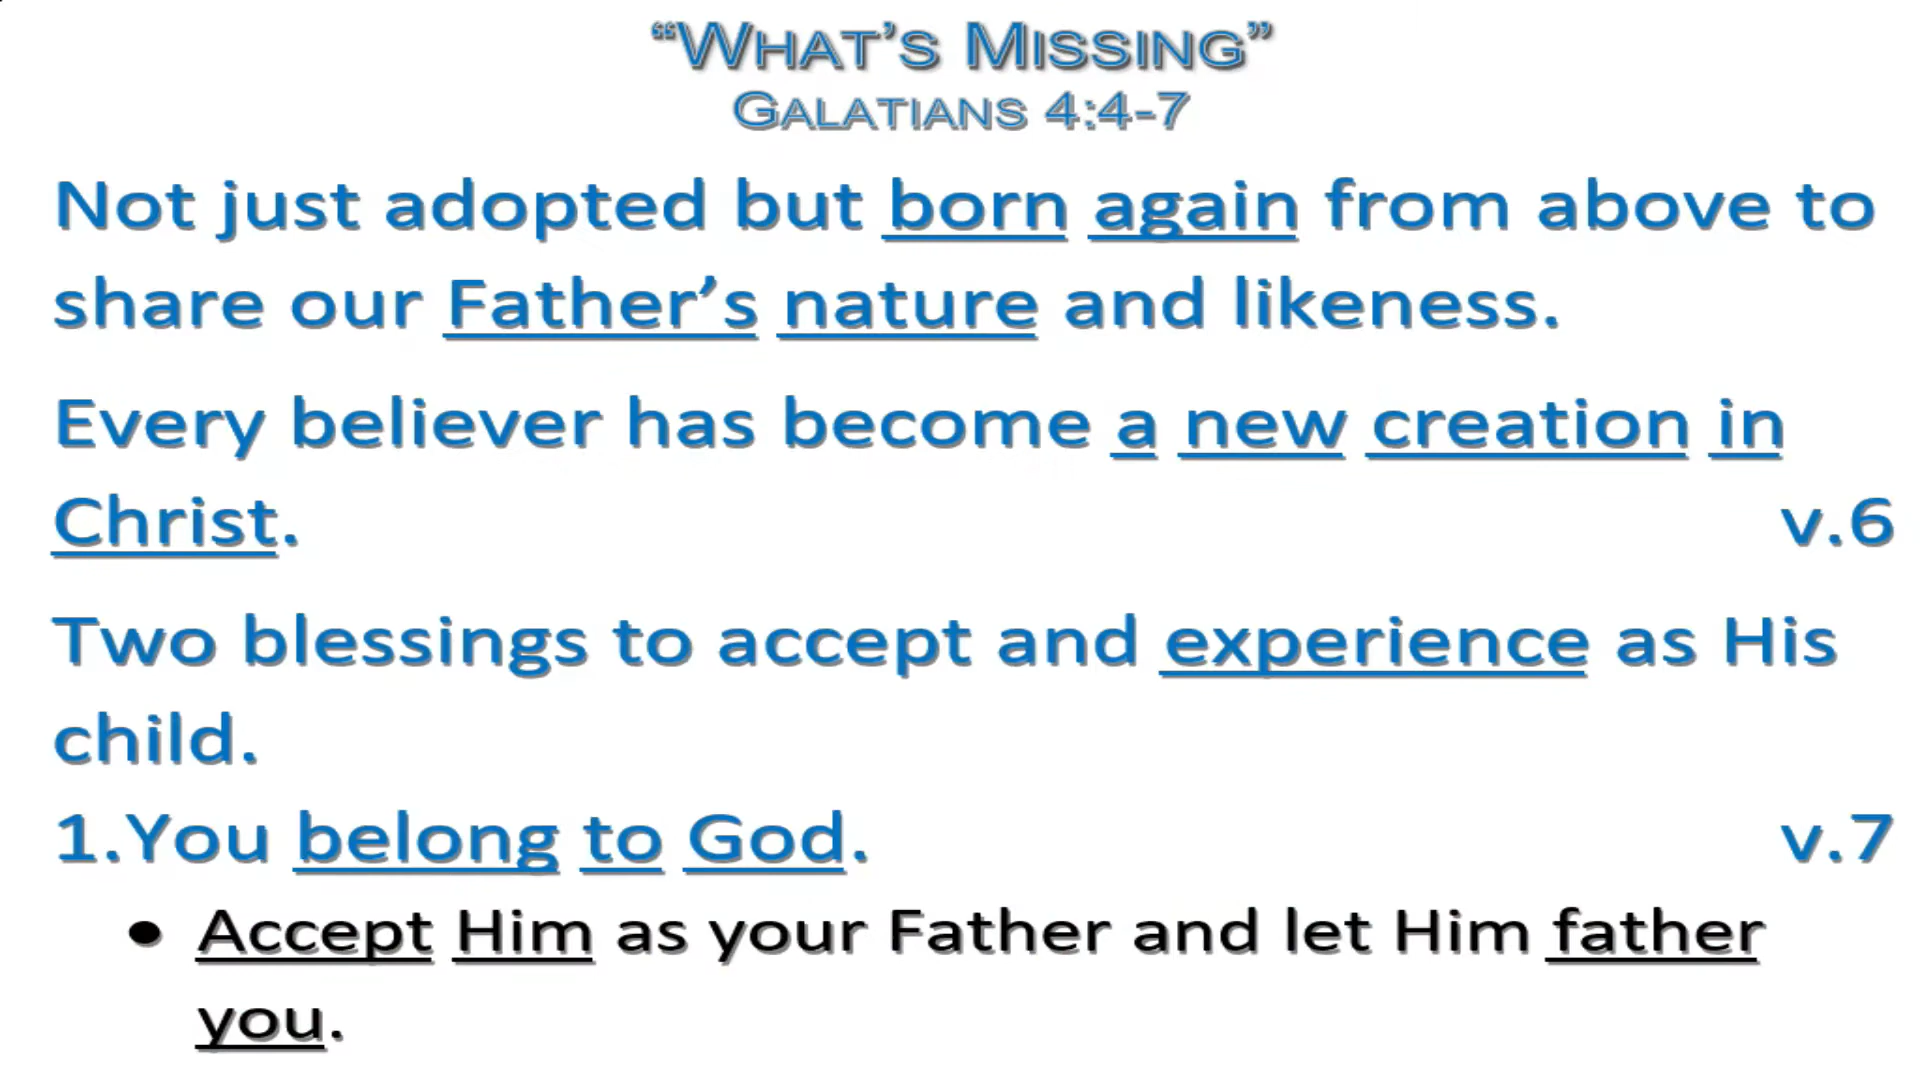 “WHAT’S MISSING”
GALATIANS 4:4-7
Not just adopted but born again from above to
share our Father’s nature and likeness.
Every believer has become a new creation in
Christ. v.6
Two blessings to accept and experience as His
child.
1.You belong to God. v.7
• Accept Him as your Father and let Him father
you.